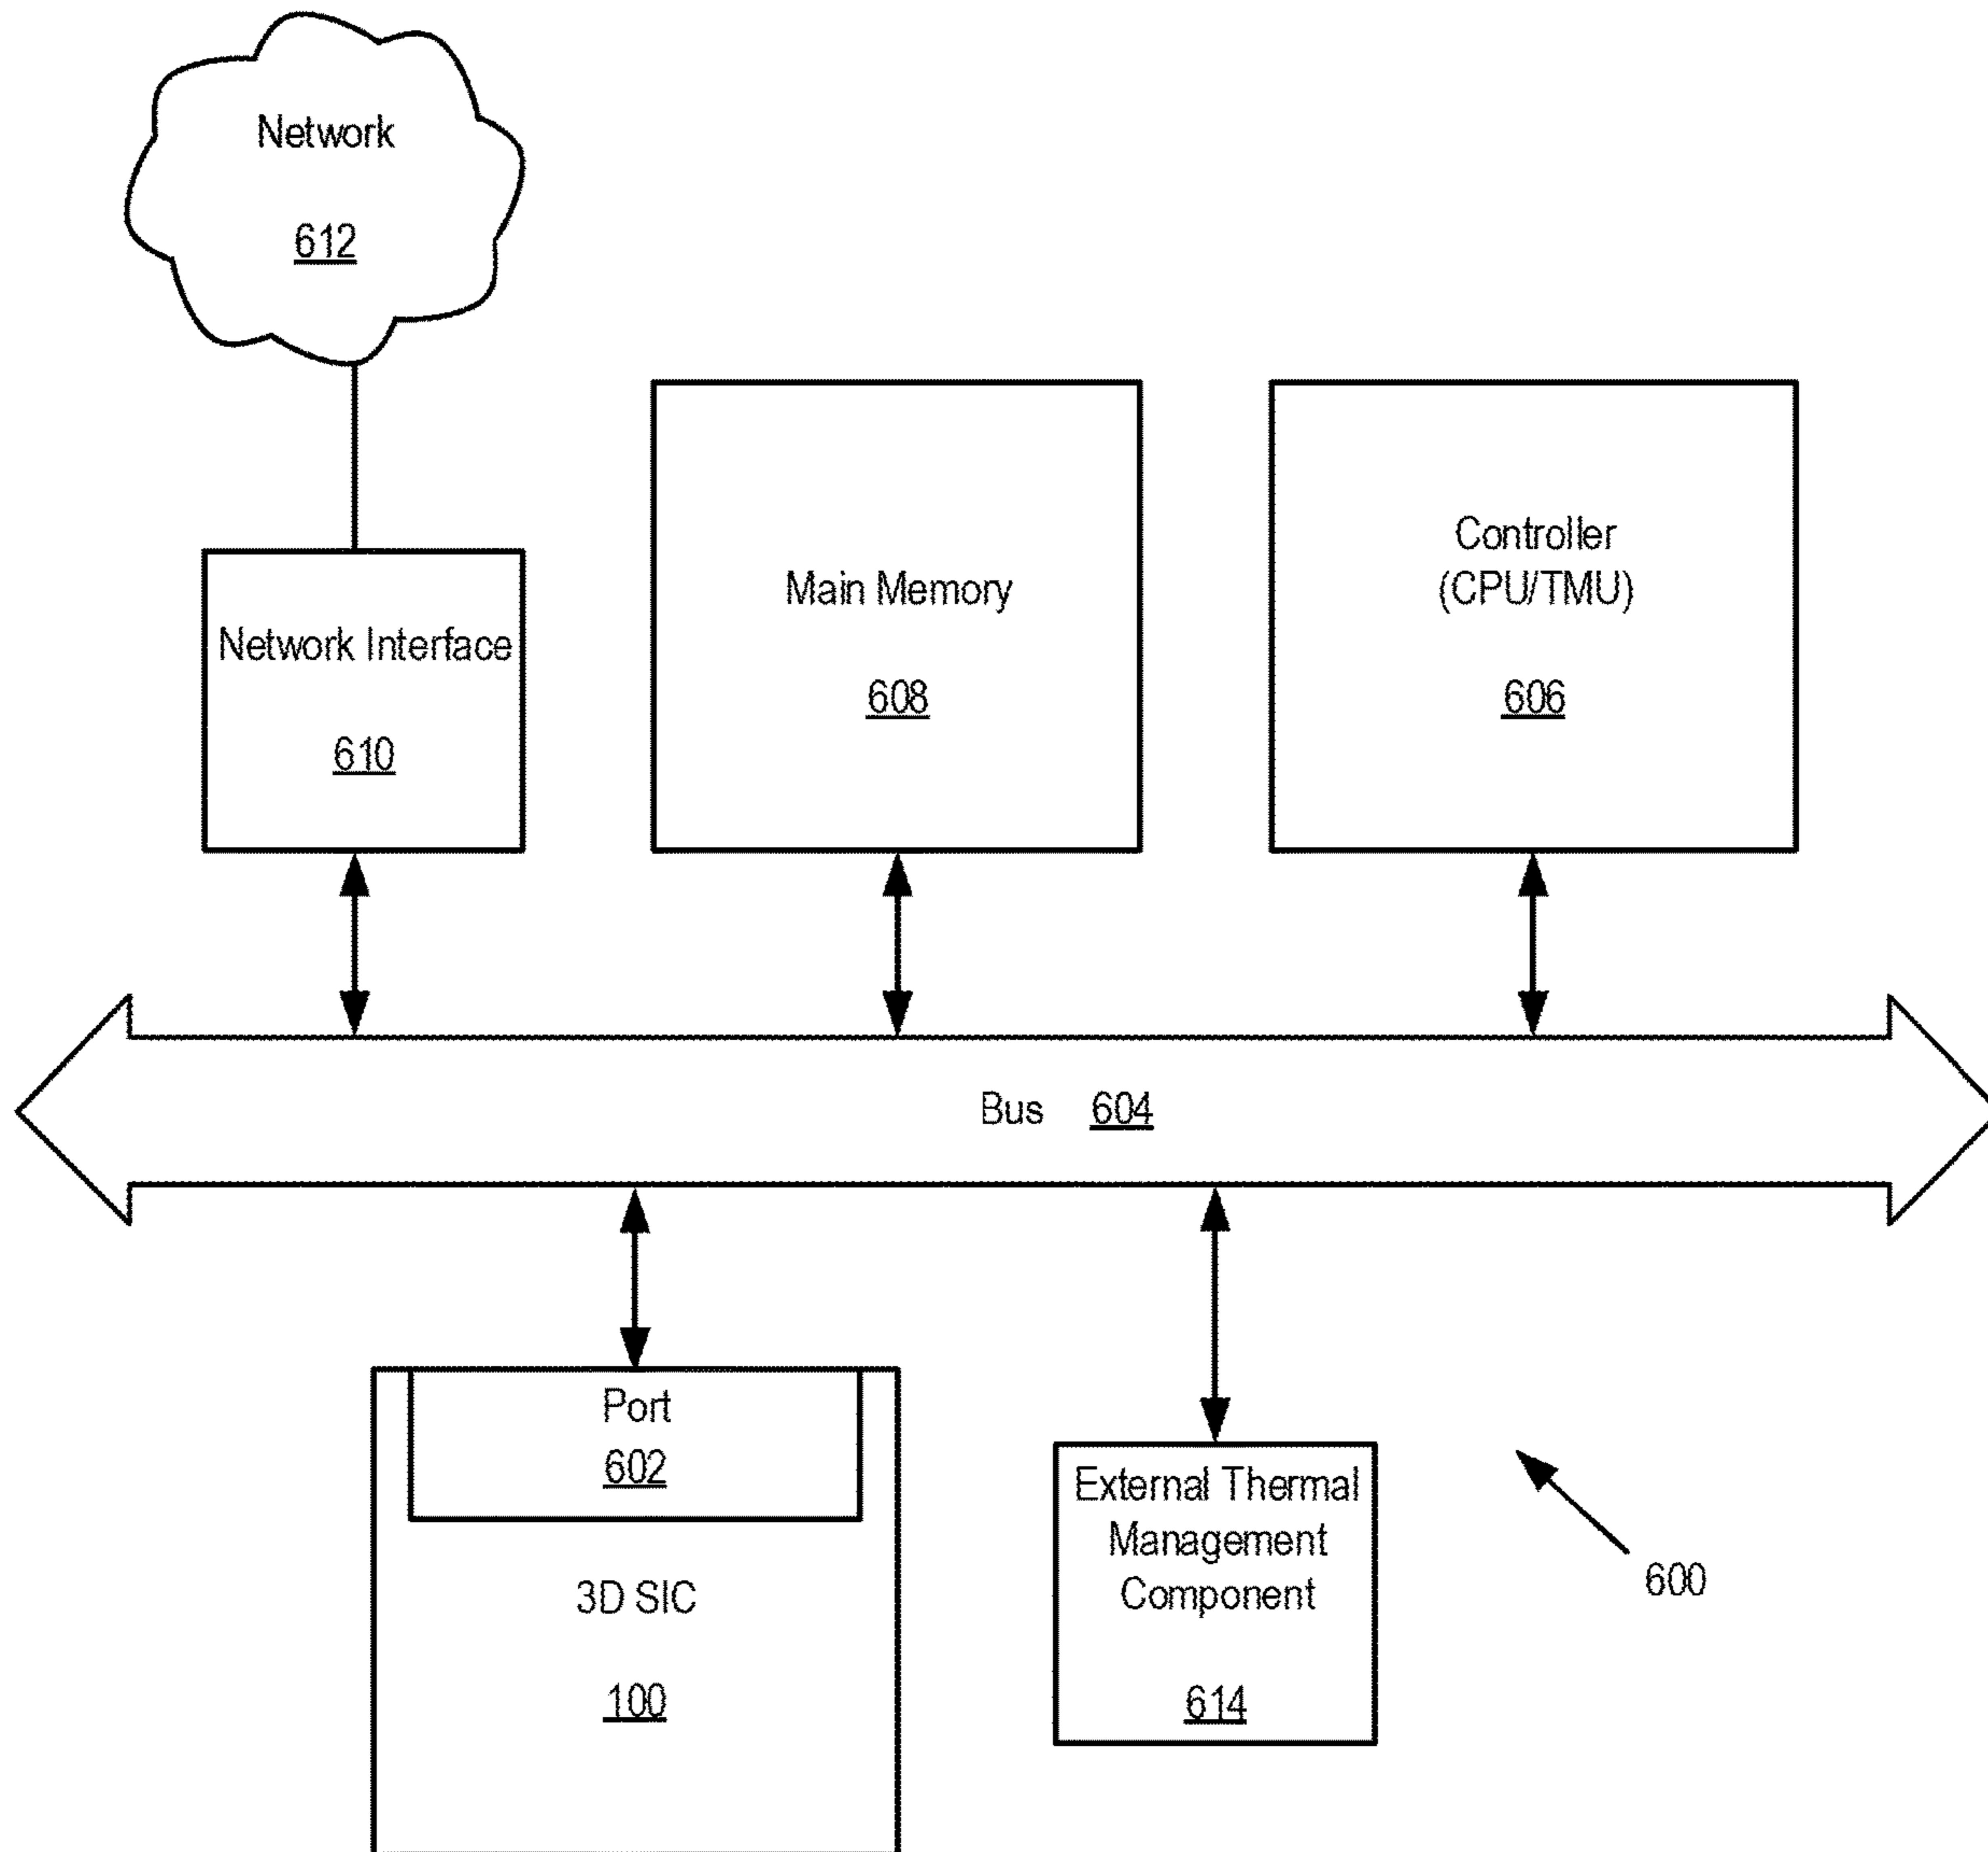 Network
612
Network Interface
610
Main Memory
608
Controller
(CPU/TMU)
606
Bus 604
Port
602
3D SIC
100
External Thermal
Management
Component
614
600